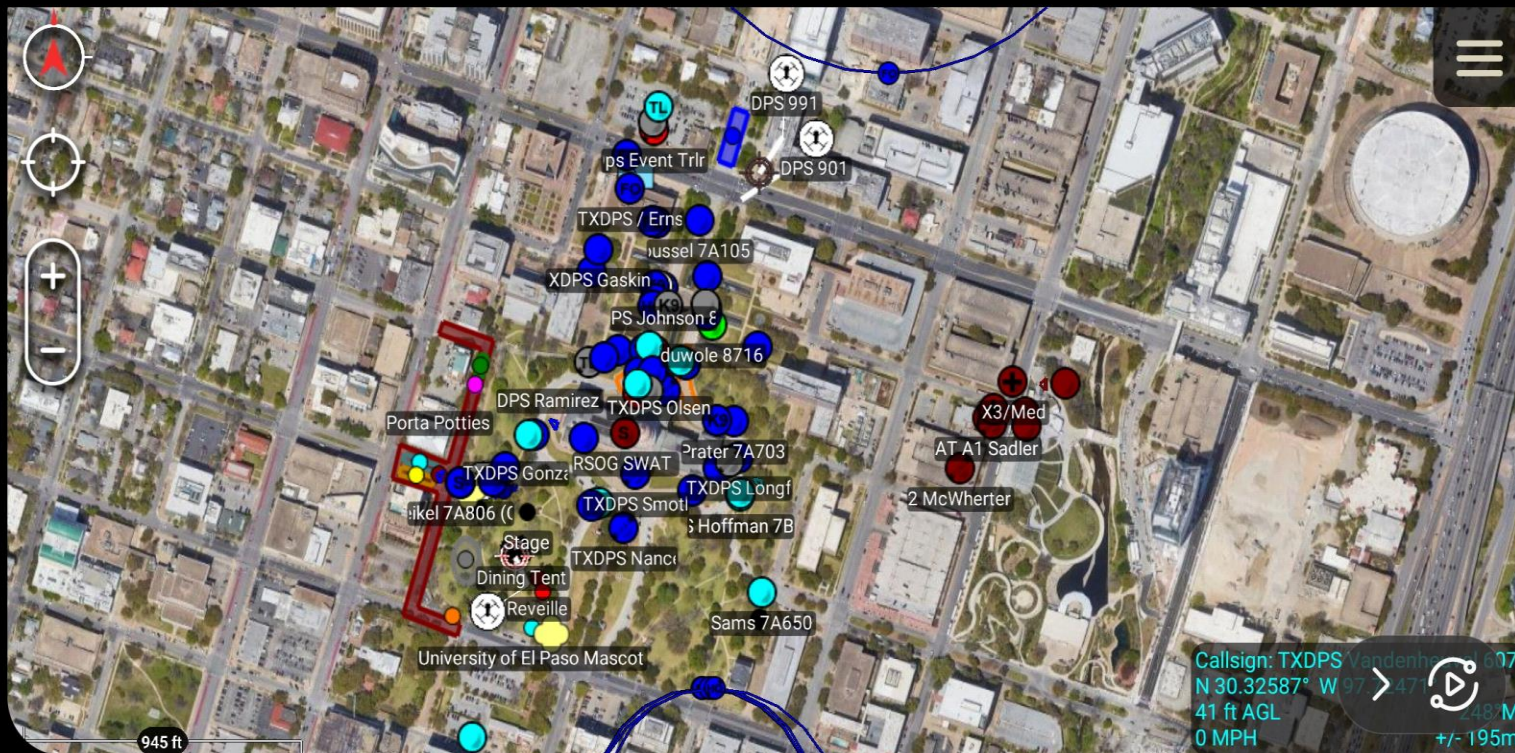 TL
DPS 991
FO
ps Event Trlr
DPS 901
FO
TXDPS / Erns
oussel 7A105
XDPS Gaskin
K9
PS Johnson 8
duwole 8716
DPS Ramirez
TXDPS Olsen
X3/Med
Porta Potties
S
K9
AT A1 Sadler
RSOG SWAT
Prater 7A703
TXDPS Gonza
TXDPS Longf
2 McWherter
eikel 7A806 (C
TXDPS Smotl
S Hoffman 7B
Stage
TXDPS Nance
Dining Tent
Reveille
Sams 7A650
University of El Paso Mascot
Callsign: TXDPS
N 30.32587° W
41 ft AGL
0 MPH
+/- 195m
945 ft